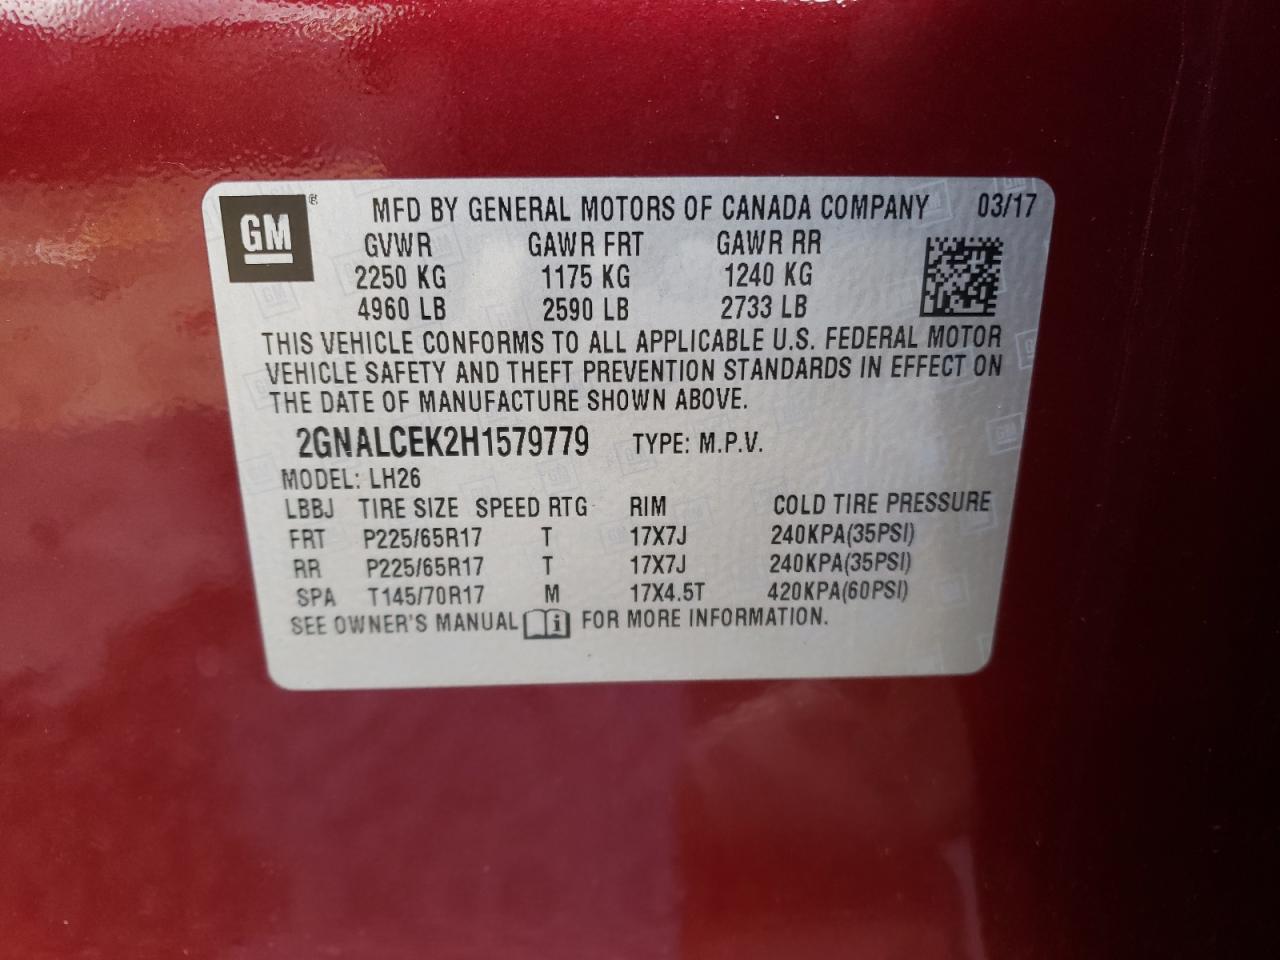 GM ® MFD BY GENERAL MOTORS OF CANADA COMPANY 03/17
GVWR GAWR FRT GAWR RR
2250 KG 1175 KG 1240 KG
4960 LB 2590 LB 2733 LB
THIS VEHICLE CONFORMS TO ALL APPLICABLE U.S. FEDERAL MOTOR
VEHICLE SAFETY AND THEFT PREVENTION STANDARDS IN EFFECT ON
THE DATE OF MANUFACTURE SHOWN ABOVE.
2GNALCEK2H1579779 TYPE: M.P.V.
MODEL: LH26
LBBJ TIRE SIZE SPEED RTG RIM COLD TIRE PRESSURE
FRT P225/65R17 T 17X7J 240KPA(35PSI)
RR P225/65R17 T 17X7J 240KPA(35PSI)
SPA T145/70R17 M 17X4.5T 420KPA(60PSI)
SEE OWNER'S MANUAL i FOR MORE INFORMATION.